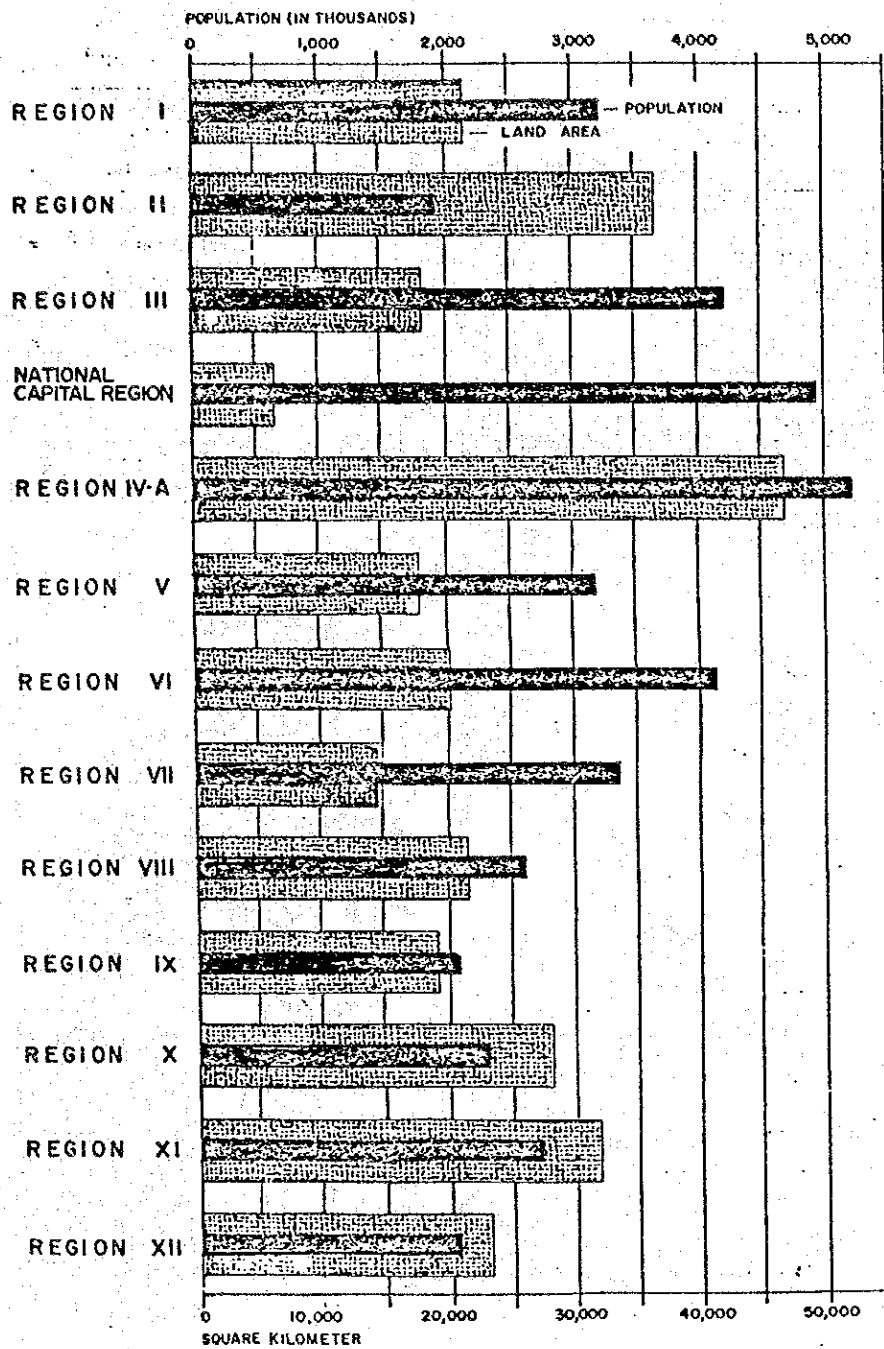 POPULATION (IN THOUSANDS)
0 1,000 2,000 3,000 4,000 5,000
REGION I
POPULATION
LAND AREA
REGION II
REGION III
NATIONAL
CAPITAL REGION
REGION IV-A
REGION V
REGION VI
REGION VII
REGION VIII
REGION IX
REGION X
REGION XI
REGION XII
0 10,000 20,000 30,000 40,000 50,000
SQUARE KILOMETER